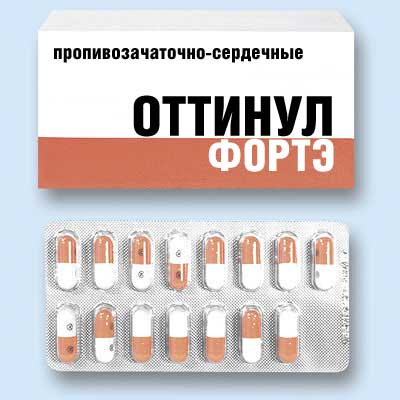 пропивозачаточно-сердечные
ОТТИНУЛ
ФОРТЭ